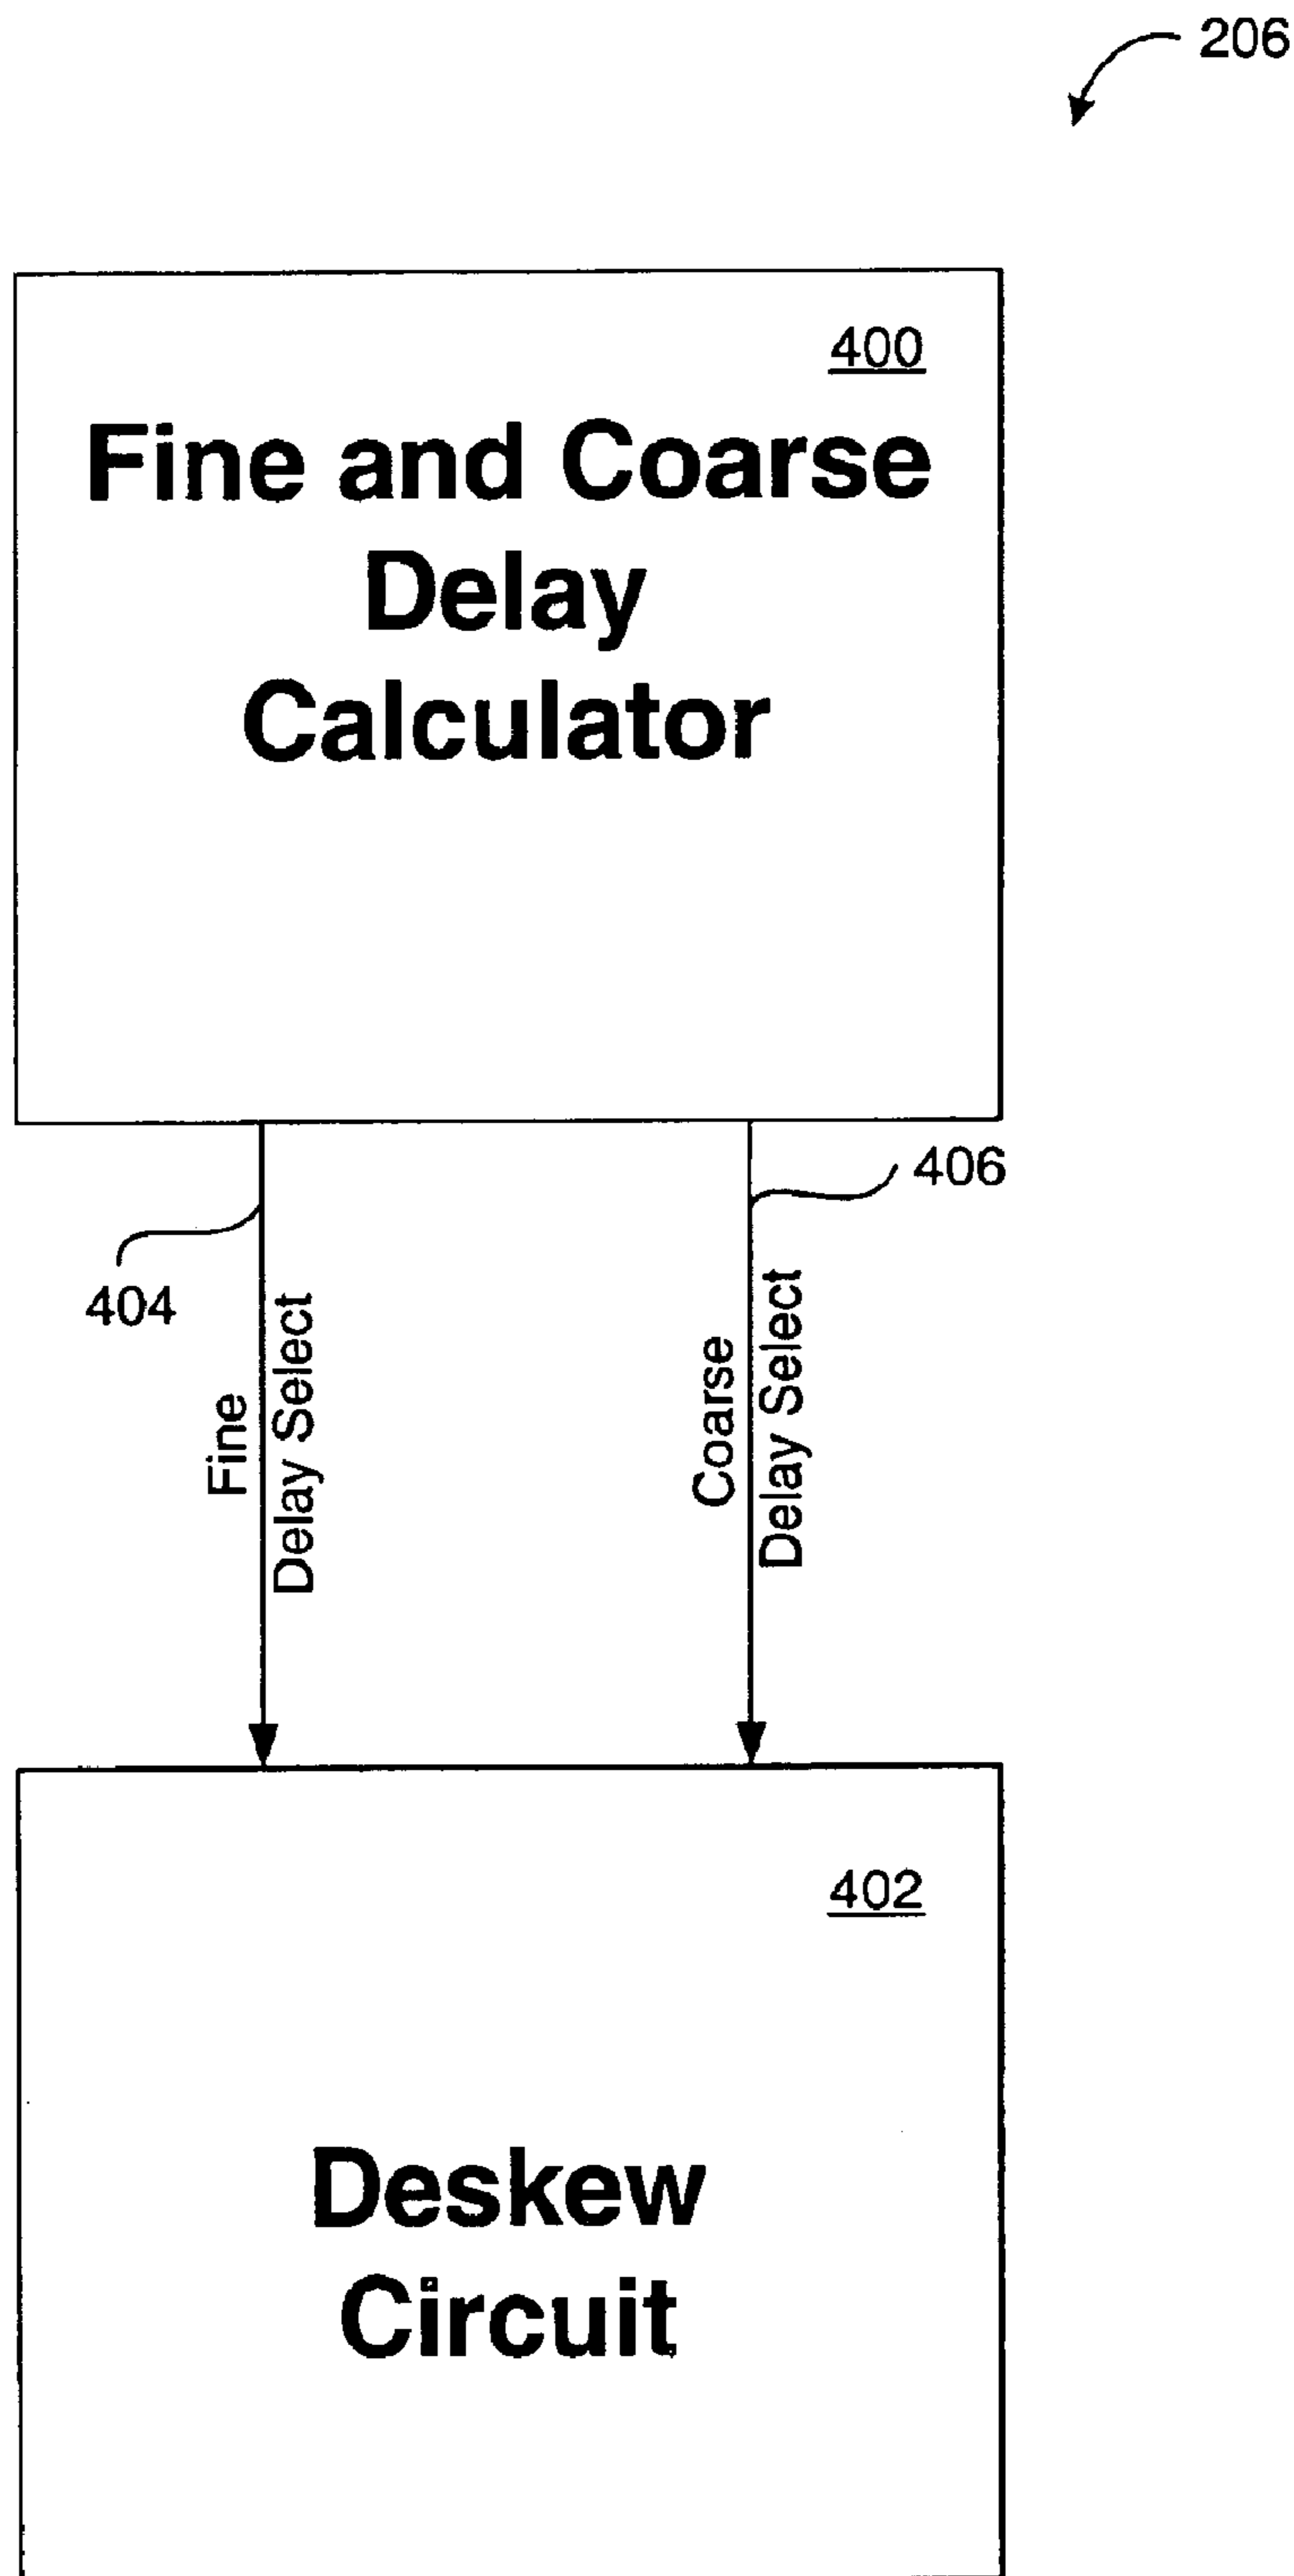 206
400
Fine and Coarse
Delay
Calculator
406
404
Fine
Delay Select
Coarse
Delay Select
402
Deskew
Circuit